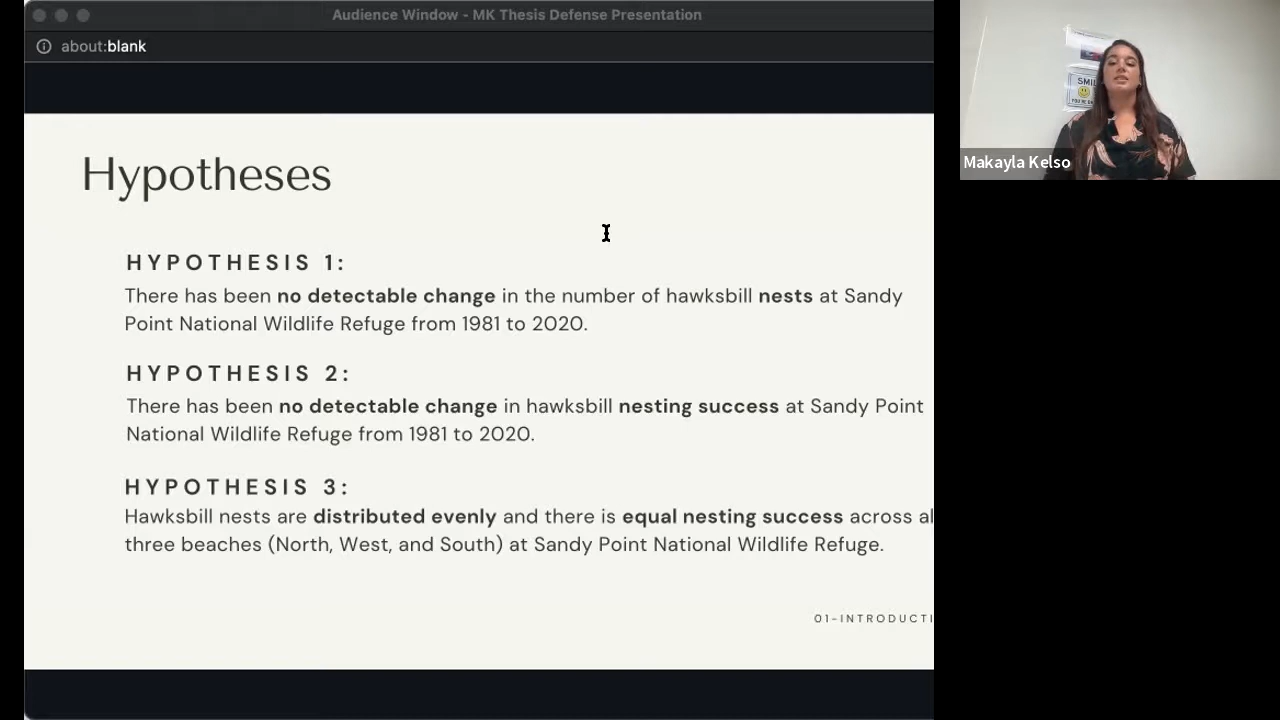 Audience Window - MK Thesis Defense Presentation
about:blank
Hypotheses
HYPOTHESIS 1:
There has been no detectable change in the number of hawksbill nests at Sandy
Point National Wildlife Refuge from 1981 to 2020.
HYPOTHESIS 2:
There has been no detectable change in hawksbill nesting success at Sandy Point
National Wildlife Refuge from 1981 to 2020.
HYPOTHESIS 3:
Hawksbill nests are distributed evenly and there is equal nesting success across al
three beaches (North, West, and South) at Sandy Point National Wildlife Refuge.
01-INTRODUCTI
SMIL
Makayla Kelso